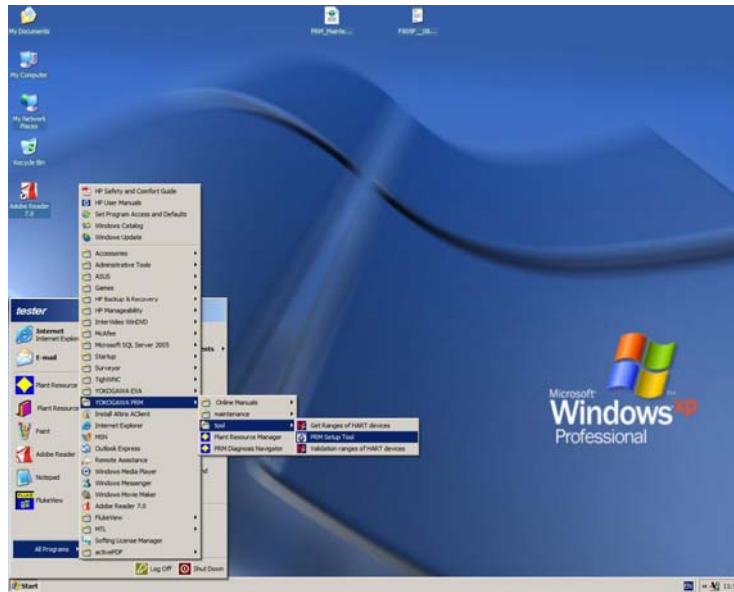 My Documents
PRM_Mainte...
My Computer
My Network
Places
Recycle Bin
Adobe Reader
7.0
HP Safety and Comfort Guide
HP User Manuals
Set Program Access and Defaults
Windows Catalog
Windows Update
Accessories
Administrative Tools
ASUS
Games
HP Backup & Recovery
HP Manageability
InterVideo WinDVD
McAfee
Microsoft SQL Server 2005
Startup
Surveyor
TightVNC
YOKOGAWA EVA
YOKOGAWA PRM
Install Altiris AClient
Internet Explorer
MSN
Outlook Express
Remote Assistance
Windows Media Player
Windows Messenger
Windows Movie Maker
Adobe Reader 7.0
FlukeView
MTL
Softing License Manager
activePDF
Online Manuals
maintenance
tool
Plant Resource Manager
PRM Diagnosis Navigator
Get Ranges of HART devices
PRM Setup Tool
Validation ranges of HART devices
tester
Internet
Internet Explor
E-mail
Plant Resource
Plant Resource
Paint
Adobe Reader
Notepad
FlukeView
All Programs
Log Off
Shut Down
Start
EN
Microsoft
Windows xp
Professional